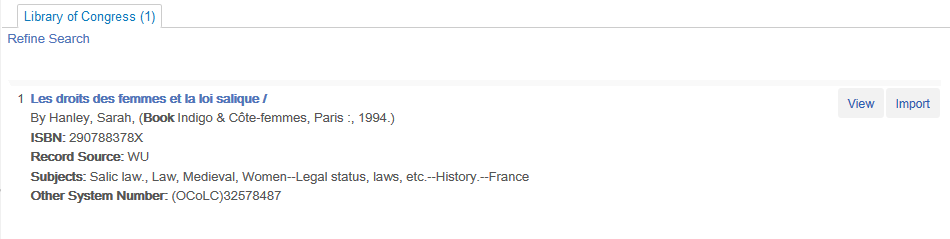 Library of Congress (1)
Refine Search
1 Les droits des femmes et la loi salique /
View Import
By Hanley, Sarah, (Book Indigo & Côte-femmes, Paris :, 1994.)
ISBN: 290788378X
Record Source: WU
Subjects: Salic law., Law, Medieval, Women--Legal status, laws, etc.--History.--France
Other System Number: (OCoLC)32578487